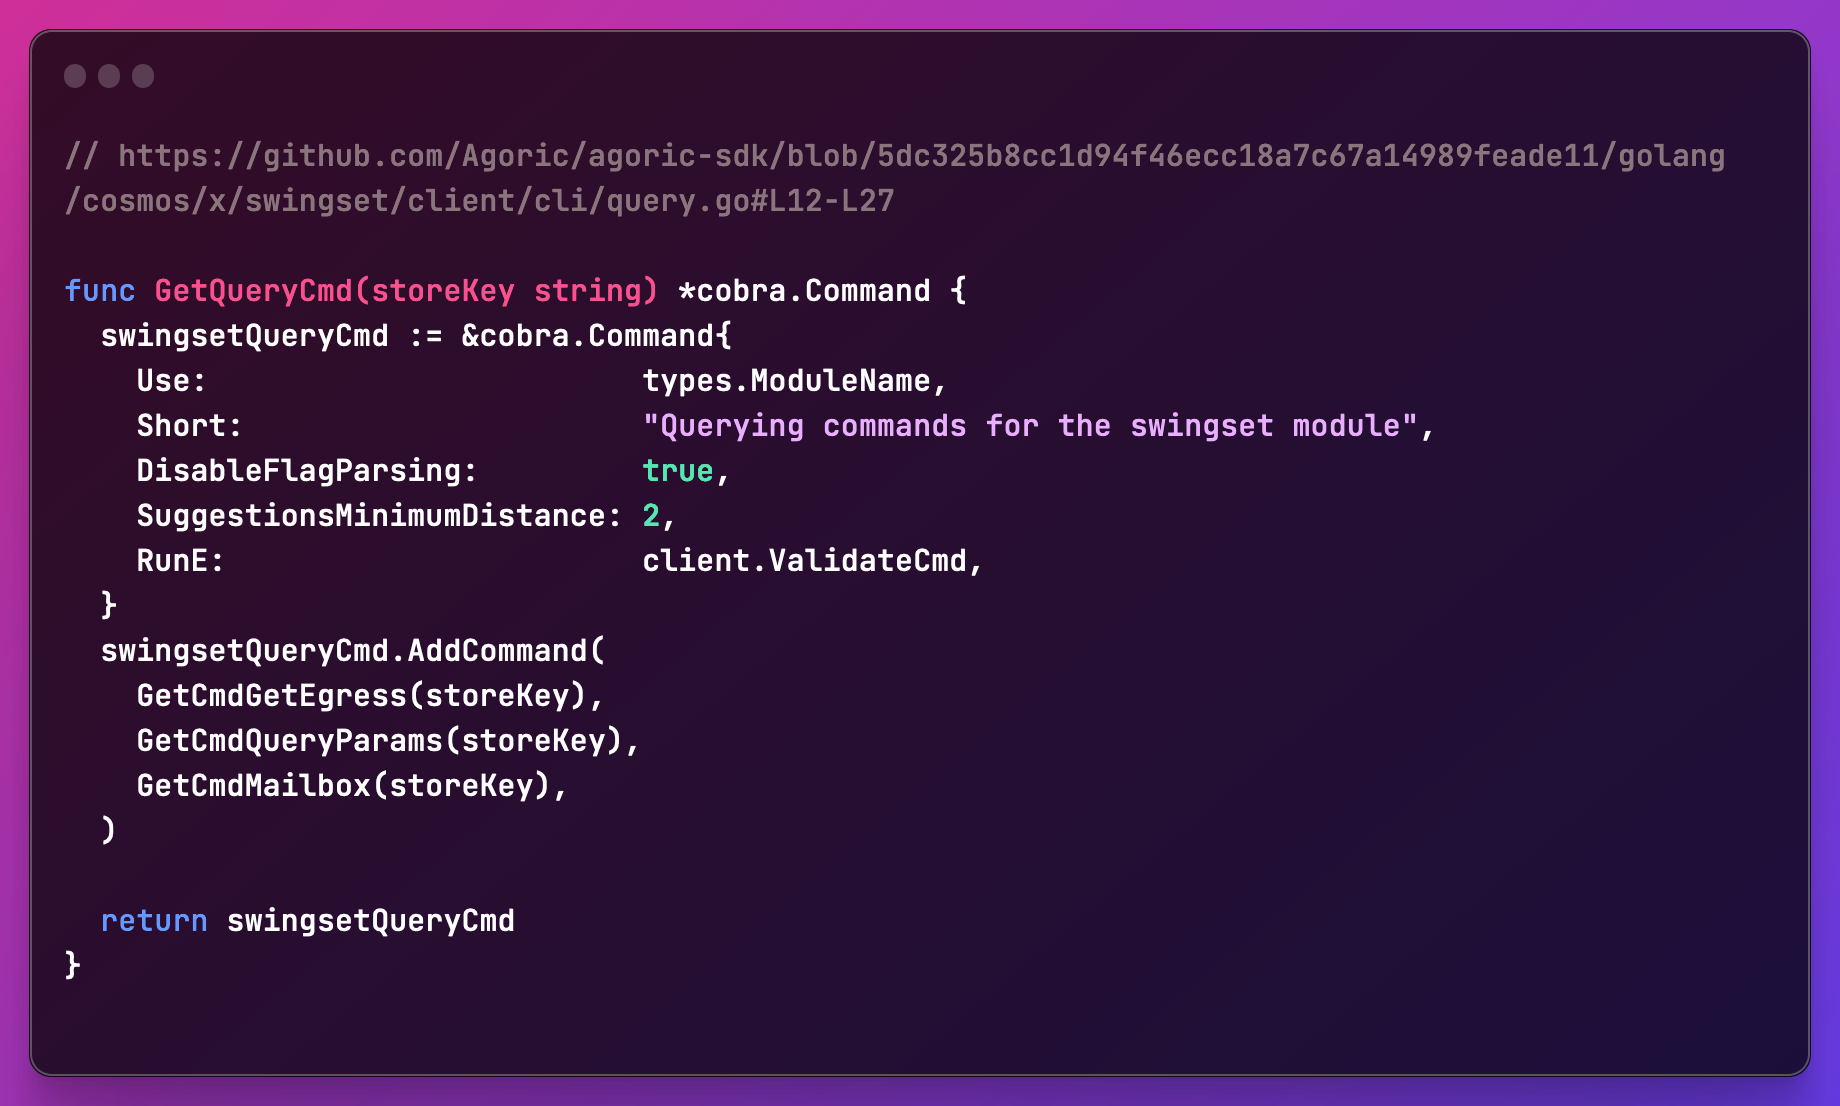 // https://github.com/Agoric/agoric-sdk/blob/5dc325b8cc1d94f46ecc18a7c67a14989feade11/golang
/cosmos/x/swingset/client/cli/query.go#L12-L27

func GetQueryCmd(storeKey string) *cobra.Command {
  swingsetQueryCmd := &cobra.Command{
    Use:                        types.ModuleName,
    Short:                      "Querying commands for the swingset module",
    DisableFlagParsing:         true,
    SuggestionsMinimumDistance: 2,
    RunE:                       client.ValidateCmd,
  }
  swingsetQueryCmd.AddCommand(
    GetCmdGetEgress(storeKey),
    GetCmdQueryParams(storeKey),
    GetCmdMailbox(storeKey),
  )

  return swingsetQueryCmd
}